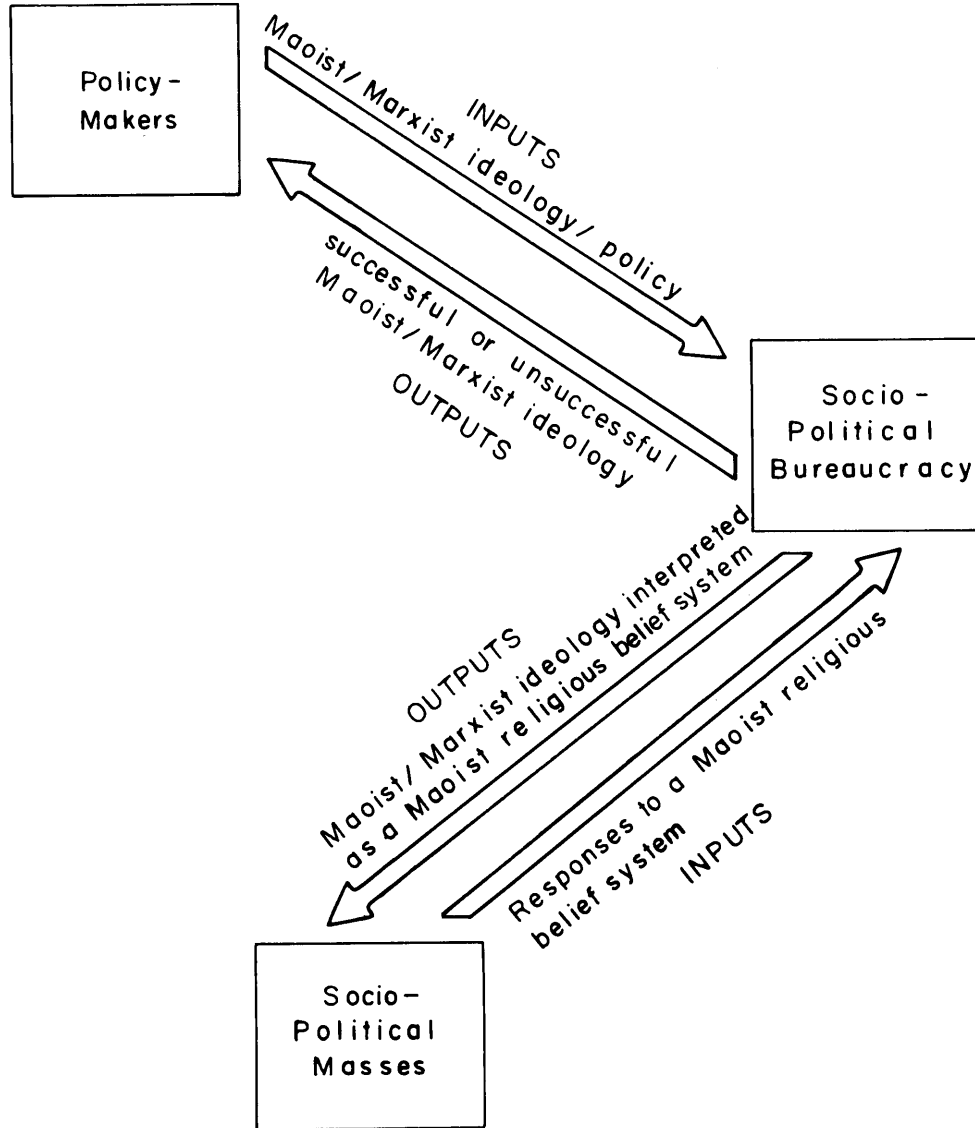 Policy-
Makers
INPUTS
Maoist/Marxist ideology/ policy
successful or unsuccessful
Maoist/Marxist ideology
OUTPUTS
Socio-
Political
Bureaucracy
OUTPUTS
Maoist/Marxist ideology interpreted
as a Maoist religious belief system
Responses to a Maoist religious
belief system
INPUTS
Socio-
Political
Masses